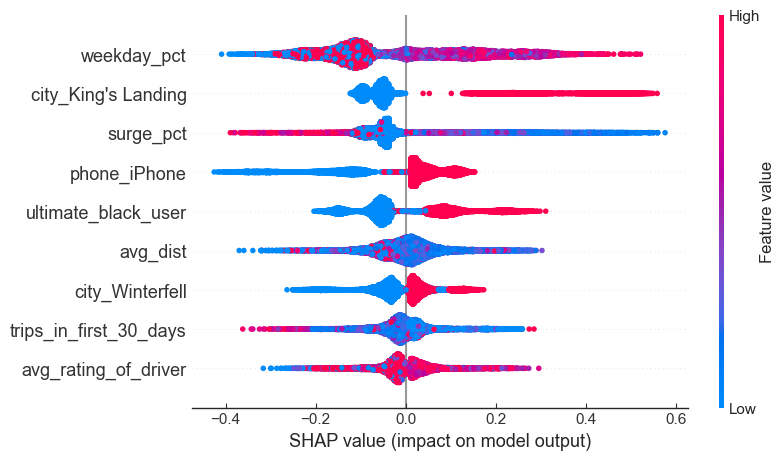 High
weekday_pct
city_King's Landing
surge_pct
phone_iPhone
ultimate_black_user
avg_dist
city_Winterfell
trips_in_first_30_days
avg_rating_of_driver
Feature value
Low
−0.4 −0.2 0.0 0.2 0.4 0.6
SHAP value (impact on model output)